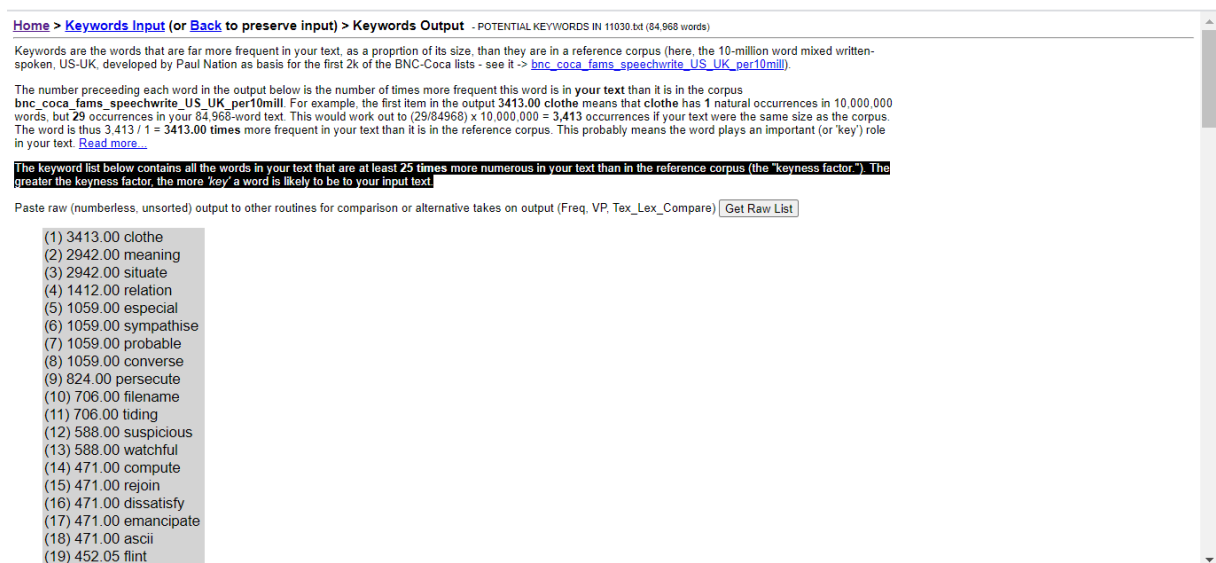 Home > Keywords Input (or Back to preserve input) > Keywords Output - POTENTIAL KEYWORDS IN 11030.txt (84,968 words)
Keywords are the words that are far more frequent in your text, as a proprtion of its size, than they are in a reference corpus (here, the 10-million word mixed written-
spoken, US-UK, developed by Paul Nation as basis for the first 2k of the BNC-Coca lists - see it -> bnc_coca_fams_speechwrite_US_UK_per10mill).
The number preceeding each word in the output below is the number of times more frequent this word is in your text than it is in the corpus
bnc_coca_fams_speechwrite_US_UK_per10mill. For example, the first item in the output 3413.00 clothe means that clothe has 1 natural occurrences in 10,000,000
words, but 29 occurrences in your 84,968-word text. This would work out to (29/84968) x 10,000,000 = 3,413 occurrences if your text were the same size as the corpus.
The word is thus 3,413 / 1 = 3413.00 times more frequent in your text than it is in the reference corpus. This probably means the word plays an important (or 'key') role
in your text. Read more...
The keyword list below contains all the words in your text that are at least 25 times more numerous in your text than in the reference corpus (the "keyness factor."). The
greater the keyness factor, the more 'key' a word is likely to be to your input text.
Paste raw (numberless, unsorted) output to other routines for comparison or alternative takes on output (Freq, VP, Tex_Lex_Compare) Get Raw List
(1) 3413.00 clothe
(2) 2942.00 meaning
(3) 2942.00 situate
(4) 1412.00 relation
(5) 1059.00 especial
(6) 1059.00 sympathise
(7) 1059.00 probable
(8) 1059.00 converse
(9) 824.00 persecute
(10) 706.00 filename
(11) 706.00 tiding
(12) 588.00 suspicious
(13) 588.00 watchful
(14) 471.00 compute
(15) 471.00 rejoin
(16) 471.00 dissatisfy
(17) 471.00 emancipate
(18) 471.00 ascii
(19) 452.05 flint